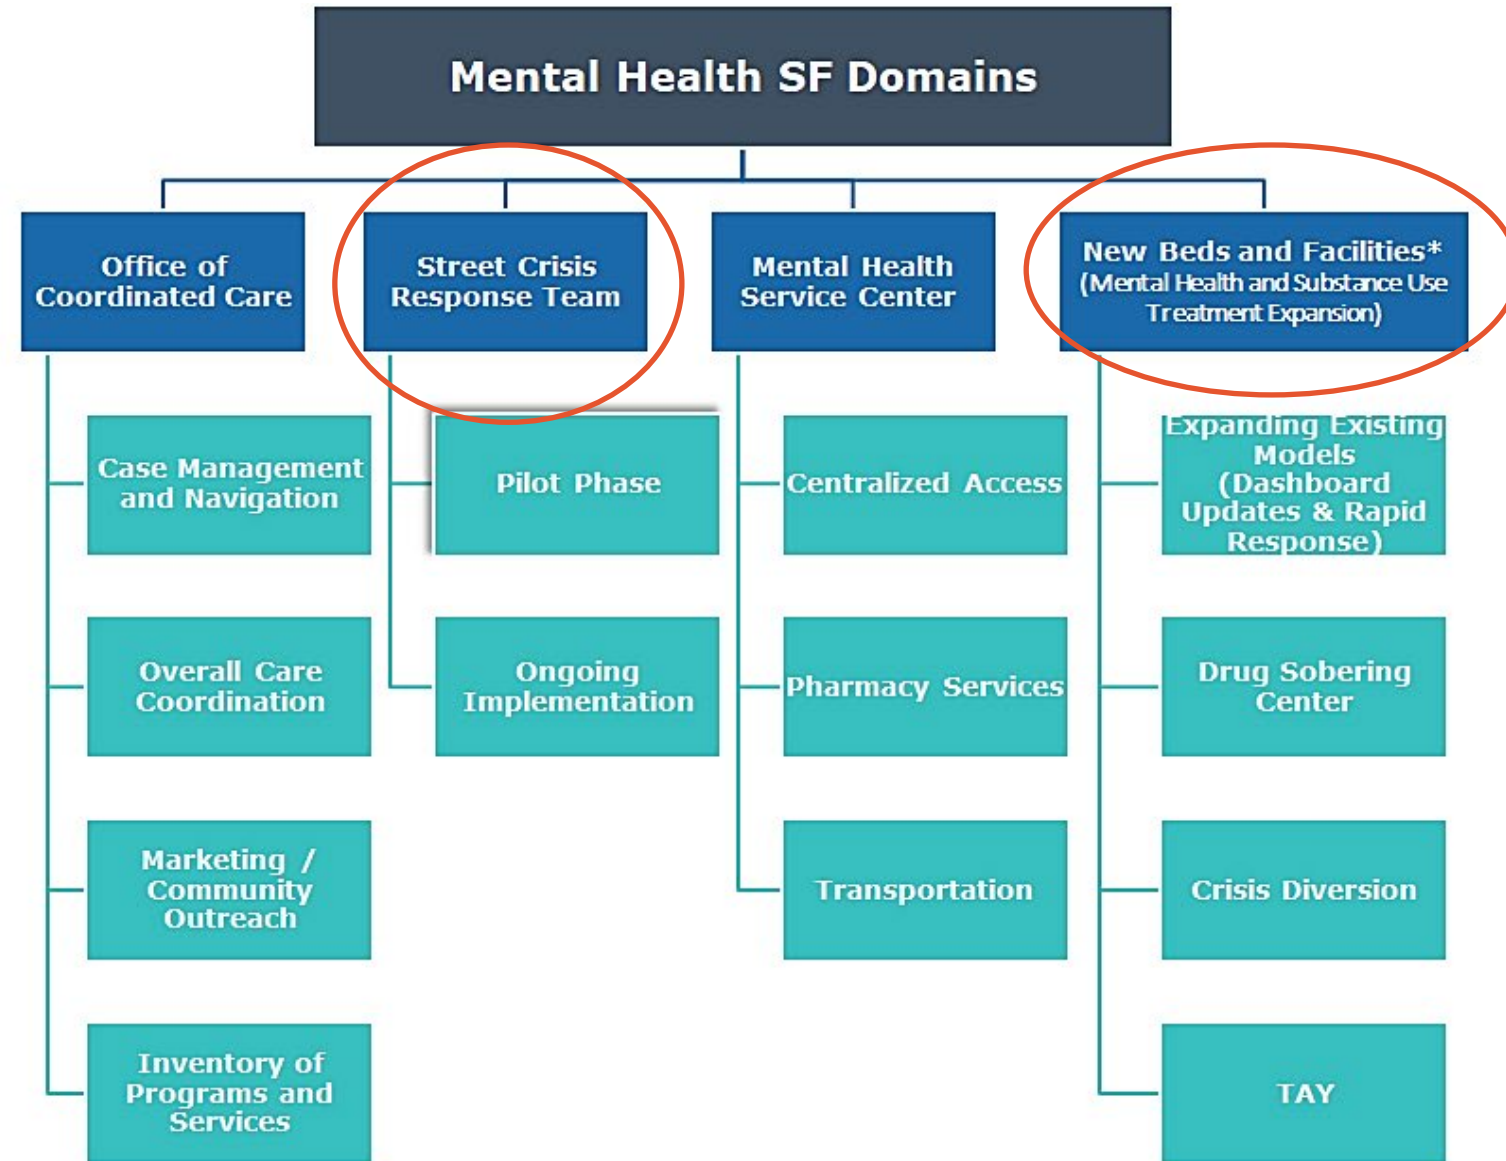 Mental Health SF Domains
Office of
Coordinated Care
Street Crisis
Response Team
Mental Health
Service Center
New Beds and Facilities*
(Mental Health and Substance Use
Treatment Expansion)
Case Management
and Navigation
Overall Care
Coordination
Marketing /
Community
Outreach
Inventory of
Programs and
Services
Pilot Phase
Ongoing
Implementation
Centralized Access
Pharmacy Services
Transportation
Expanding Existing
Models
(Dashboard
Updates & Rapid
Response)
Drug Sobering
Center
Crisis Diversion
TAY